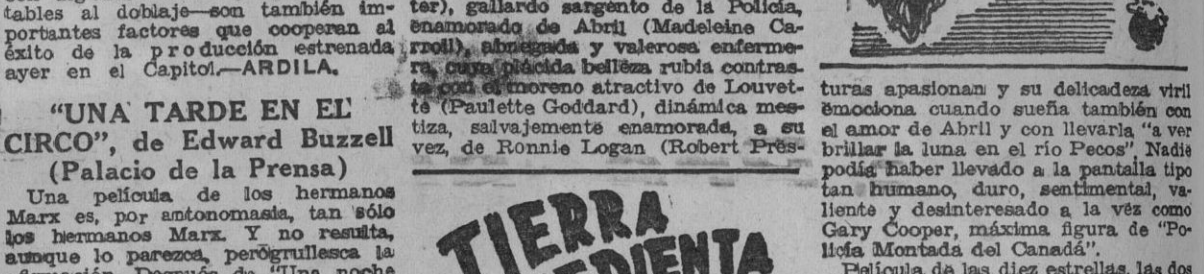 tables al doblaje—son también im-
portantes factores que cooperan al
éxito de la producción estrenada
ayer en el Capitol.—ARDILA.
"UNA TARDE EN EL
CIRCO", de Edward Buzzell
(Palacio de la Prensa)
Una película de los hermanos
Marx es, por antonomasia, tan sólo
los hermanos Marx. Y no resulta,
aunque lo parezca, perogrullesca la
Después de "Una noche
ter), gallardo sargento de la Policía,
enamorado de Abril (Madeleine Ca-
rroll), abnegada y valerosa enferme-
ra, cuya plácida belleza rubia contras-
ta con el moreno atractivo de Louvet-
te (Paulette Goddard), dinámica mes-
tiza, salvajemente enamorada, a su
vez, de Ronnie Logan (Robert Pres-
TIERRA
EDIENTA
turas apasionan y su delicadeza viril
emociona cuando sueña también con
el amor de Abril y con llevarla "a ver
brillar la luna en el río Pecos". Nadie
podía haber llevado a la pantalla tipo
tan humano, duro, sentimental, va-
liente y desinteresado a la vez como
Gary Cooper, máxima figura de "Po-
licía Montada del Canadá".
Película de las diez estrellas, las dos